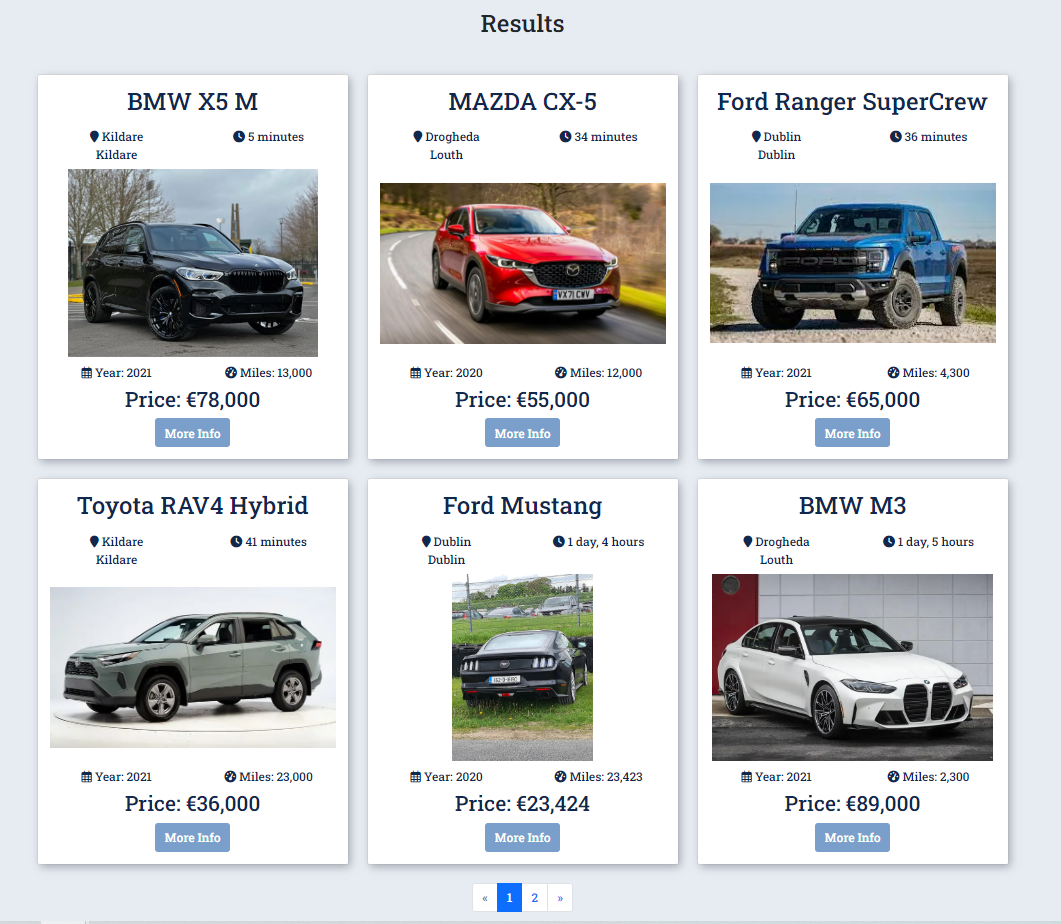 Results
BMW X5 M
Kildare
Kildare
5 minutes
MAZDA CX-5
Drogheda
Louth
34 minutes
Ford Ranger SuperCrew
Dublin
Dublin
36 minutes
VX71 CWV
Year: 2021
Miles: 13,000
Price: €78,000
More Info
Year: 2020
Miles: 12,000
Price: €55,000
More Info
Year: 2021
Miles: 4,300
Price: €65,000
More Info
Toyota RAV4 Hybrid
Kildare
Kildare
41 minutes
Ford Mustang
Dublin
Dublin
1 day, 4 hours
BMW M3
Drogheda
Louth
1 day, 5 hours
Year: 2021
Miles: 23,000
Price: €36,000
More Info
Year: 2020
Miles: 23,423
Price: €23,424
More Info
Year: 2021
Miles: 2,300
Price: €89,000
More Info
« 1 2 »